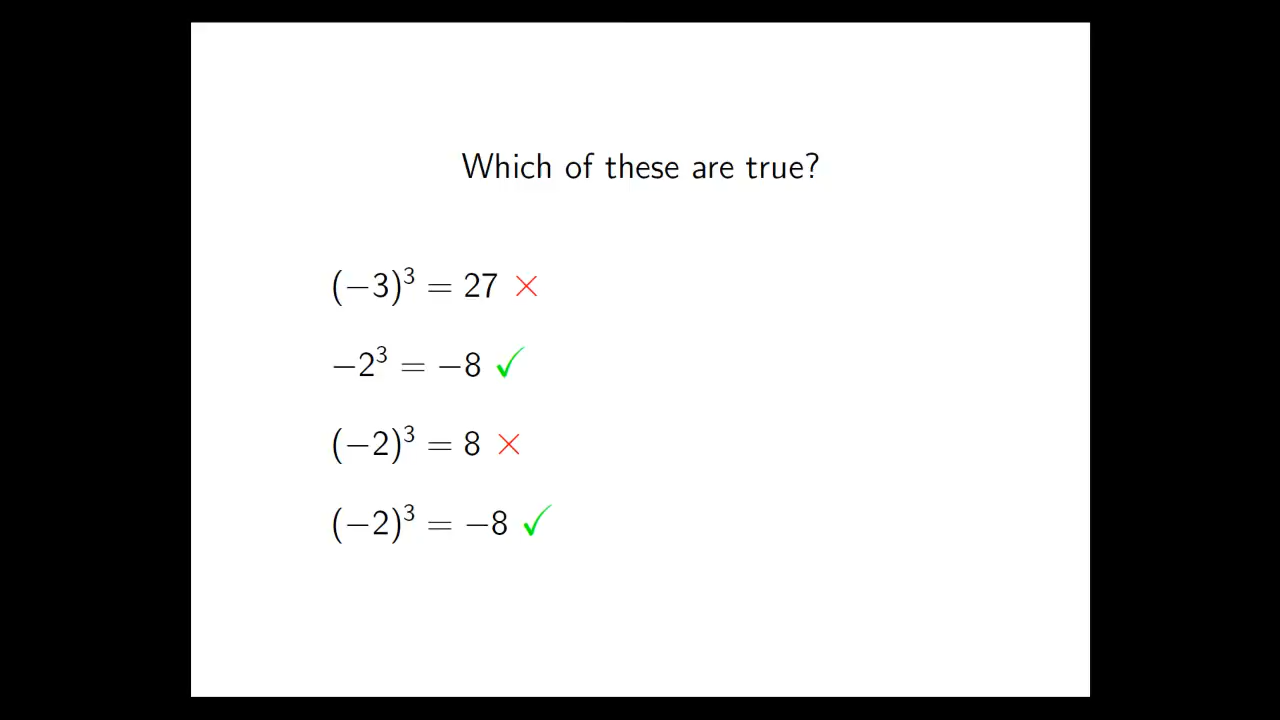 Which of these are true?
(−3)³ = 27 ×
−2³ = −8 ✓
(−2)³ = 8 ×
(−2)³ = −8 ✓